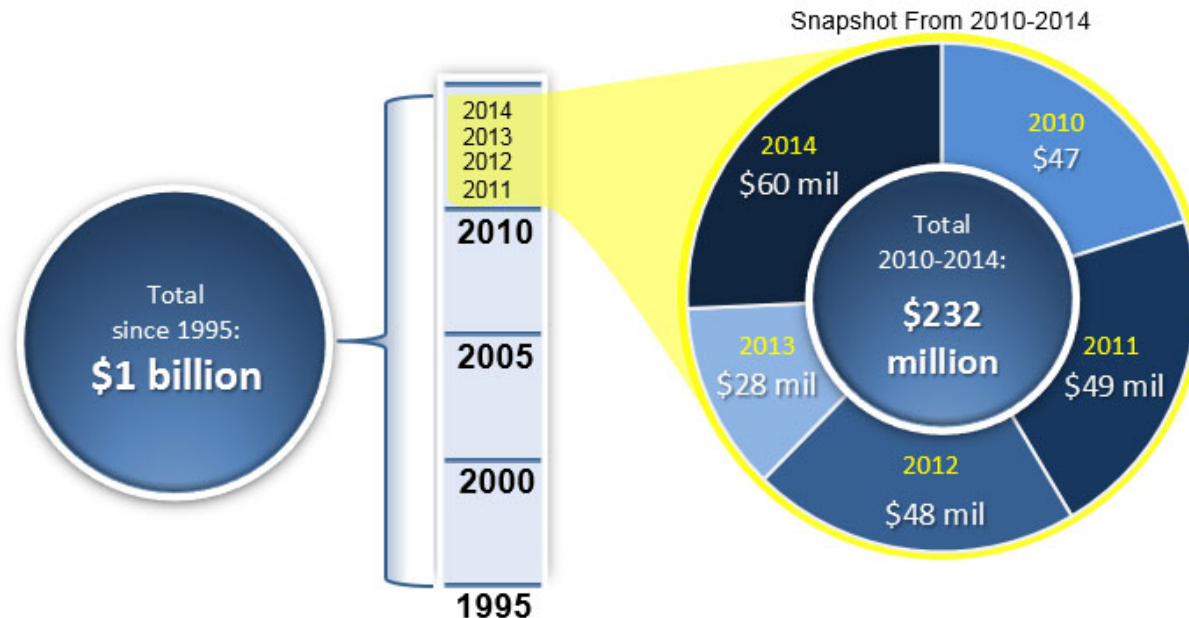 Snapshot From 2010-2014
Total
since 1995:
$1 billion
2014
2013
2012
2011
2010
2005
2000
1995
2010
$47
2011
$49 mil
2012
$48 mil
2013
$28 mil
2014
$60 mil
Total
2010-2014:
$232
million